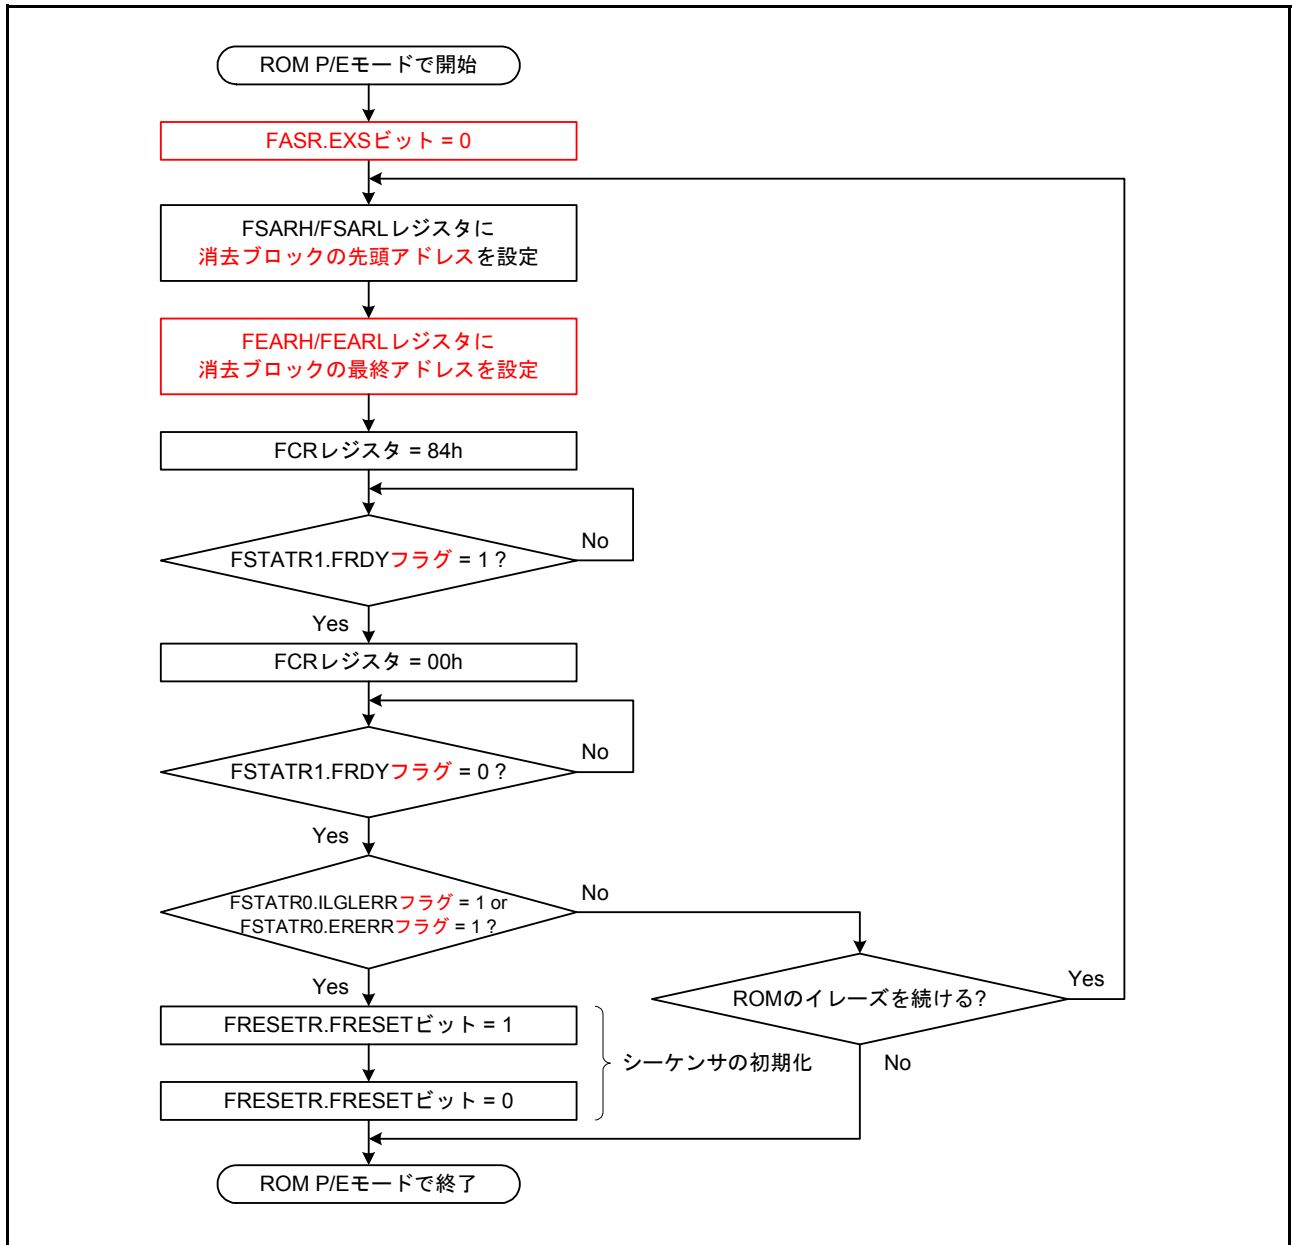 ROM P/Eモードで開始
FASR.EXSビット = 0
FSARH/FSARLレジスタに
消去ブロックの先頭アドレスを設定
FEARH/FEARLレジスタに
消去ブロックの最終アドレスを設定
FCRレジスタ = 84h
FSTATR1.FRDYフラグ = 1 ?
No
Yes
FCRレジスタ = 00h
FSTATR1.FRDYフラグ = 0 ?
No
Yes
FSTATR0.ILGLERRフラグ = 1 or
FSTATR0.ERERRフラグ = 1 ?
No
Yes
ROMのイレーズを続ける?
Yes
No
FRESETR.FRESETビット = 1
シーケンサの初期化
FRESETR.FRESETビット = 0
ROM P/Eモードで終了